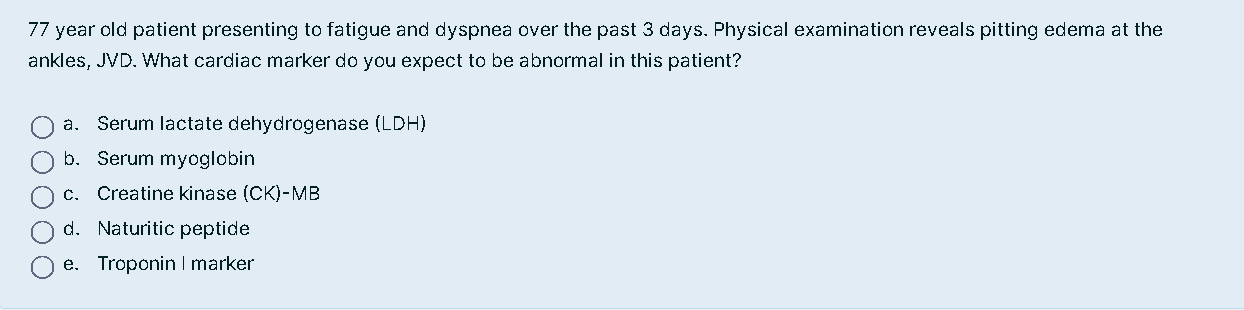 77 year old patient presenting to fatigue and dyspnea over the past 3 days. Physical examination reveals pitting edema at the
ankles, JVD. What cardiac marker do you expect to be abnormal in this patient?
a. Serum lactate dehydrogenase (LDH)
b. Serum myoglobin
c. Creatine kinase (CK)-MB
d. Naturitic peptide
e. Troponin I marker